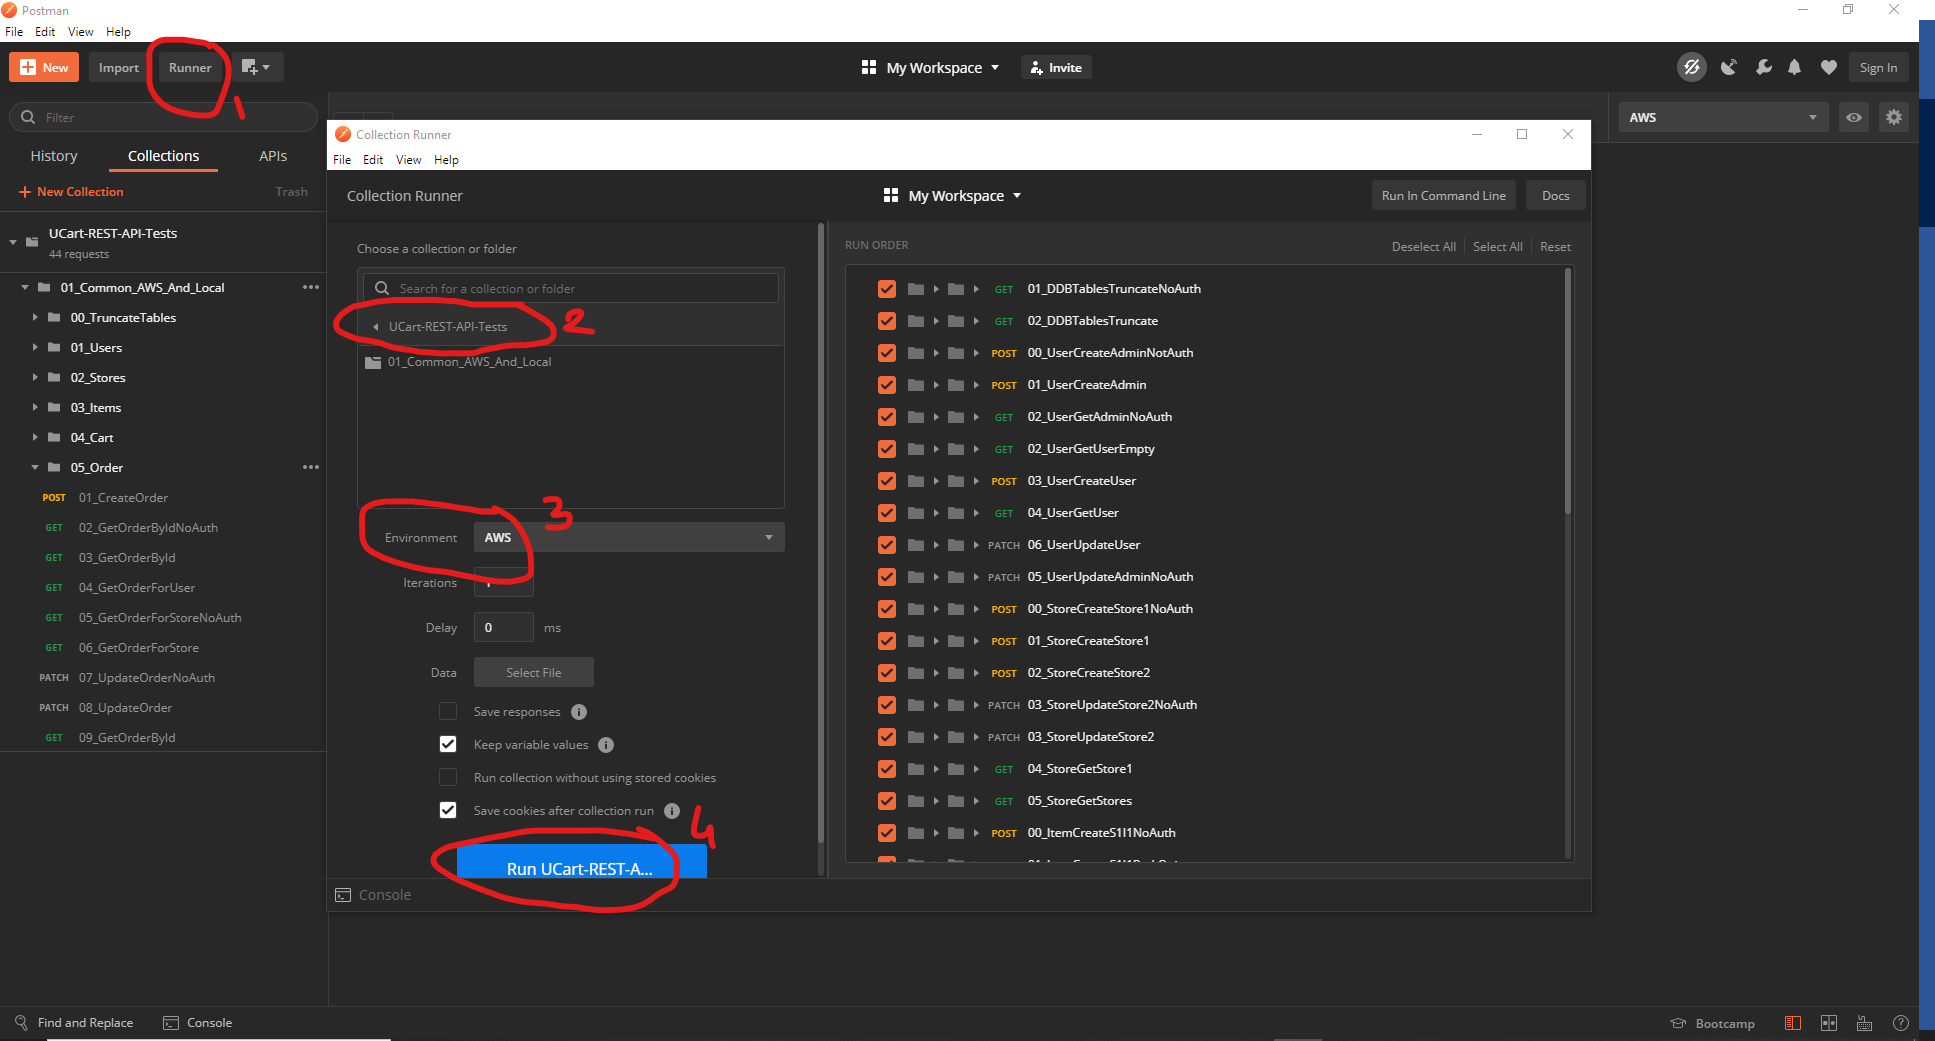 Postman
File Edit View Help
New Import Runner My Workspace Invite Sign In
1
Filter
AWS
History Collections APIs
New Collection Trash
UCart-REST-API-Tests
44 requests
01_Common_AWS_And_Local
00_TruncateTables
01_Users
02_Stores
03_Items
04_Cart
05_Order
POST 01_CreateOrder
GET 02_GetOrderByIdNoAuth
GET 03_GetOrderById
GET 04_GetOrderForUser
GET 05_GetOrderForStoreNoAuth
GET 06_GetOrderForStore
PATCH 07_UpdateOrderNoAuth
PATCH 08_UpdateOrder
GET 09_GetOrderById
Collection Runner
File Edit View Help
Collection Runner My Workspace Run In Command Line Docs
Choose a collection or folder
Search for a collection or folder
UCart-REST-API-Tests 2
01_Common_AWS_And_Local
3
Environment AWS
Iterations
Delay 0 ms
Data Select File
Save responses
Keep variable values
Run collection without using stored cookies
Save cookies after collection run
4
Run UCart-REST-A...
Console
RUN ORDER Deselect All Select All Reset
GET 01_DDBTablesTruncateNoAuth
GET 02_DDBTablesTruncate
POST 00_UserCreateAdminNotAuth
POST 01_UserCreateAdmin
GET 02_UserGetAdminNoAuth
GET 02_UserGetUserEmpty
POST 03_UserCreateUser
GET 04_UserGetUser
PATCH 06_UserUpdateUser
PATCH 05_UserUpdateAdminNoAuth
POST 00_StoreCreateStore1NoAuth
POST 01_StoreCreateStore1
POST 02_StoreCreateStore2
PATCH 03_StoreUpdateStore2NoAuth
PATCH 03_StoreUpdateStore2
GET 04_StoreGetStore1
GET 05_StoreGetStores
POST 00_ItemCreateS1I1NoAuth
Find and Replace Console Bootcamp